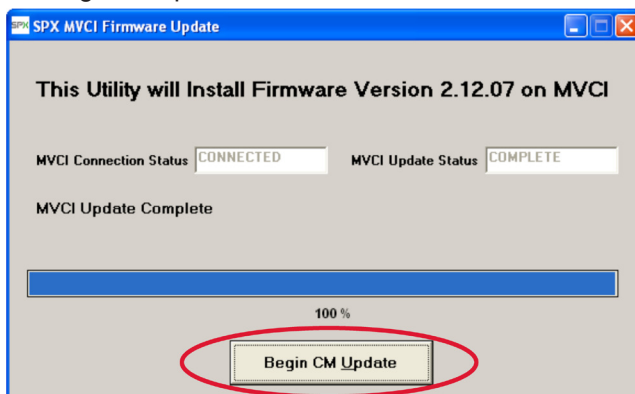 SPX SPX MVCI Firmware Update
This Utility will Install Firmware Version 2.12.07 on MVCI
MVCI Connection Status CONNECTED MVCI Update Status COMPLETE
MVCI Update Complete
100 %
Begin CM Update